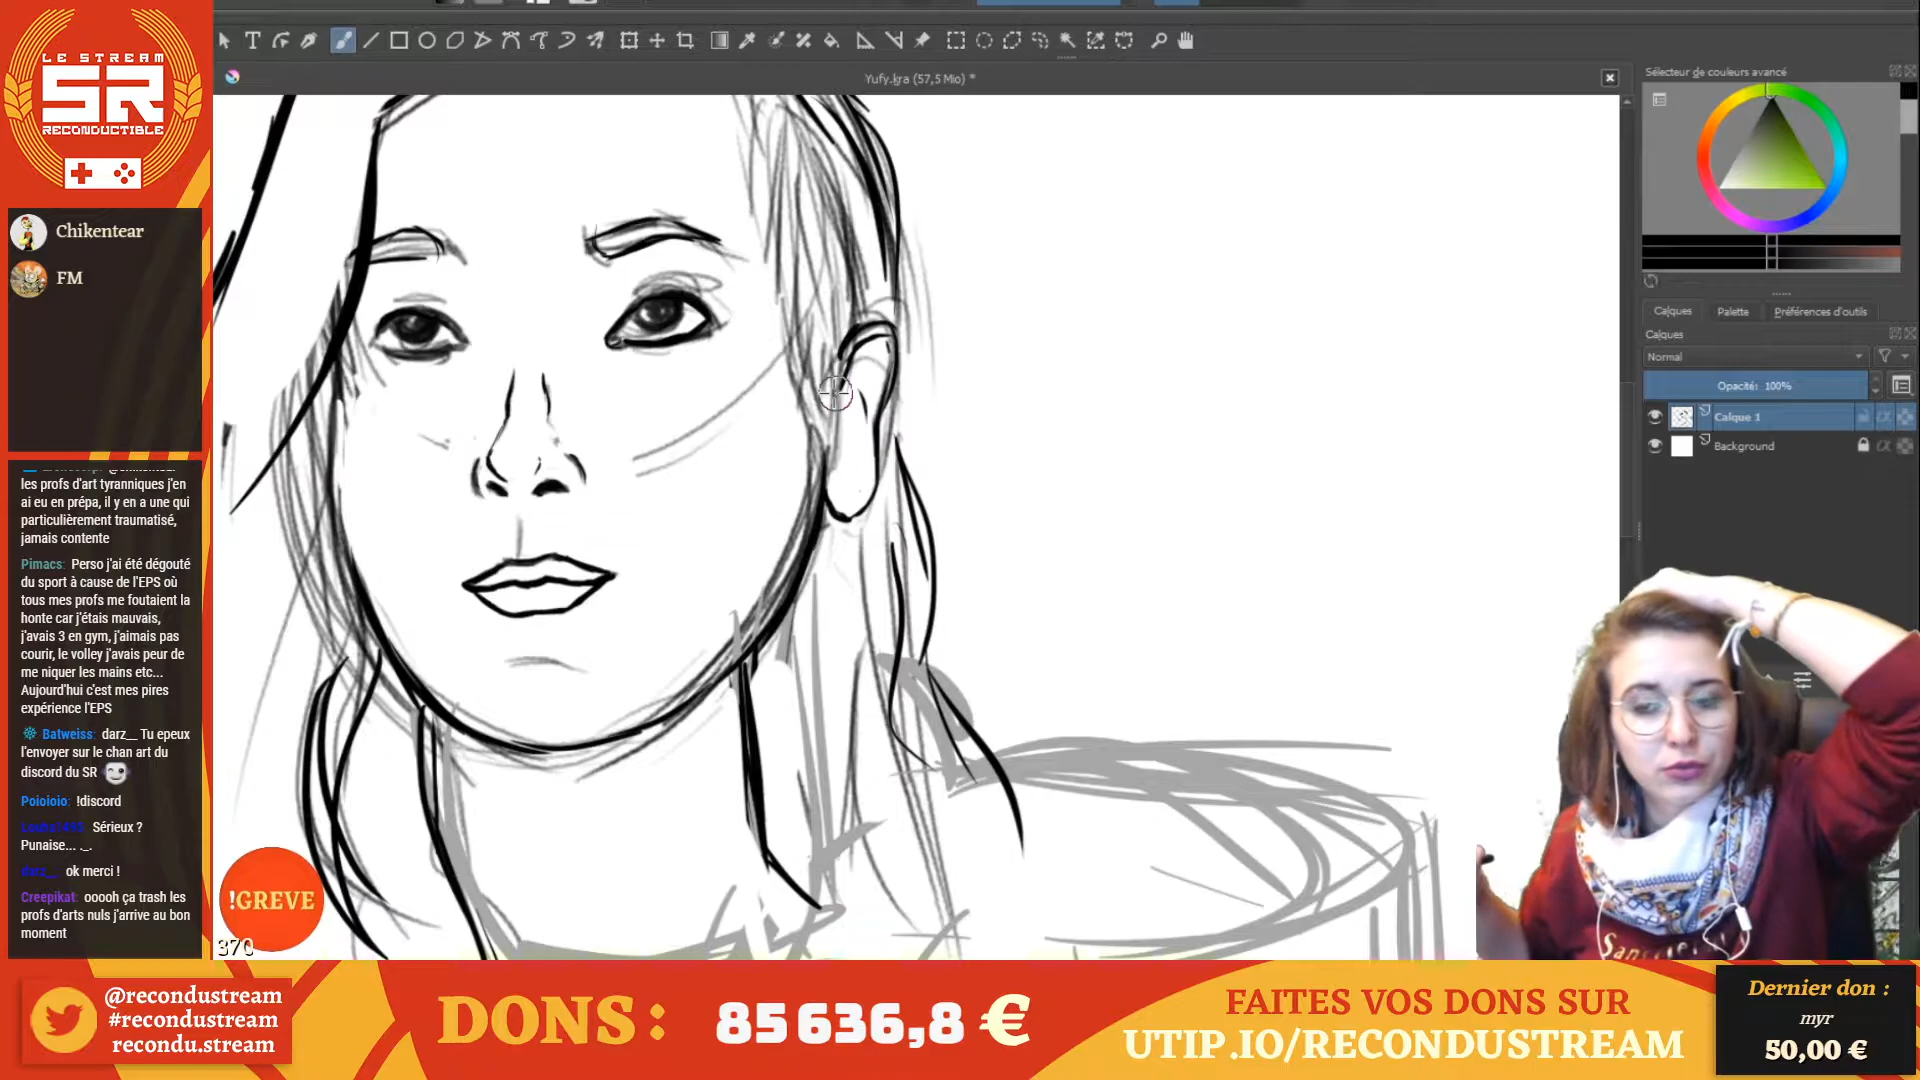 LE STREAM
SR
RECONDUCTIBLE
Yufy.kra (57,5 Mio) *
Sélecteur de couleurs avancé
Calques
Palette
Préférences d'outils
Calques
Normal
Opacité: 100%
Calque 1
Background
Chikentear
FM
les profs d'art tyranniques j'en
ai eu en prépa, il y en a une qui
particulièrement traumatisé,
jamais contente
Pimacs: Perso j'ai été dégouté
du sport à cause de l'EPS où
tous mes profs me foutaient la
honte car j'étais mauvais,
j'avais 3 en gym, j'aimais pas
courir, le volley j'avais peur de
me niquer les mains etc...
Aujourd'hui c'est mes pires
expérience l'EPS
Batweiss: darz__ Tu epeux
l'envoyer sur le chan art du
discord du SR
Poioioio: !discord
Sérieux ?
Punaise... ._.
darz__: ok merci !
Creepikat: ooooh ça trash les
profs d'arts nuls j'arrive au bon
moment
!GREVE
370
@recondustream
#recondustream
recondu.stream
DONS : 85 636,8 €
FAITES VOS DONS SUR
UTIP.IO/RECONDUSTREAM
Dernier don :
myr
50,00 €